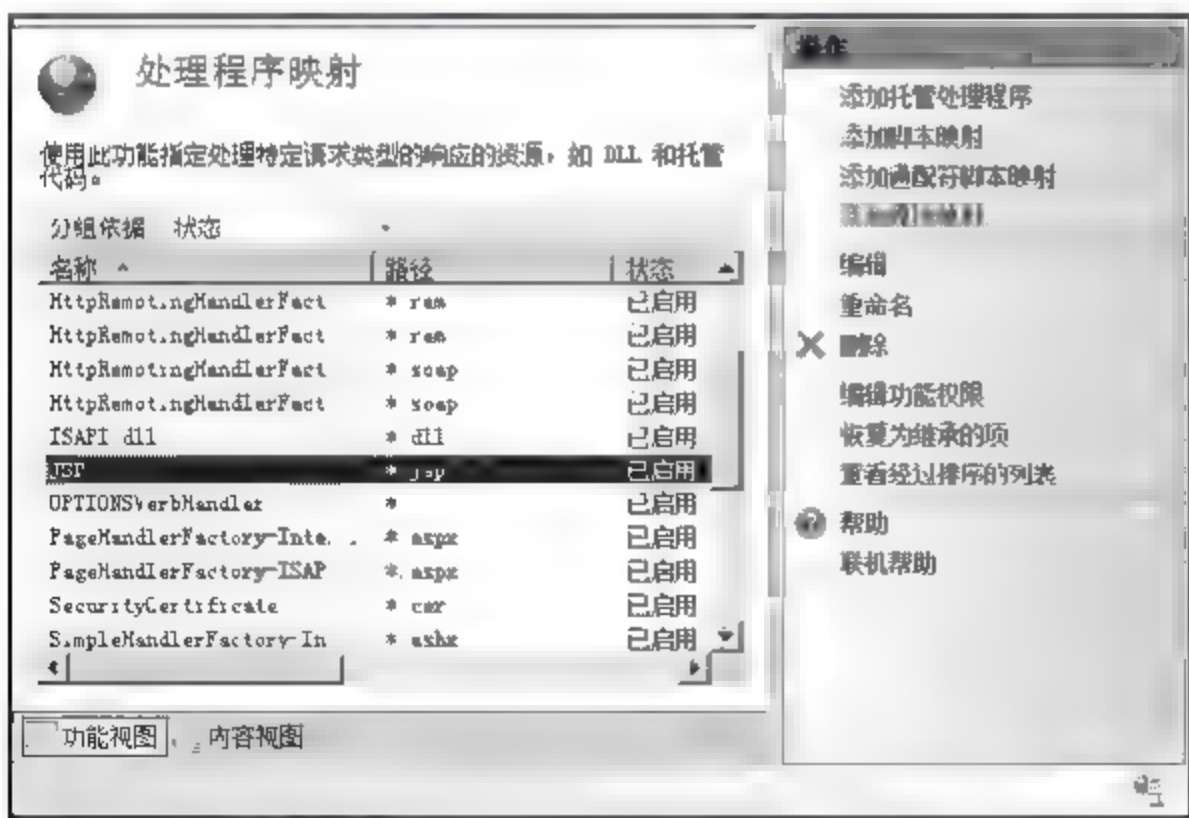 处理程序映射
使用此功能指定处理特定请求类型的响应的资源，如 DLL 和托管
代码。
分组依据 状态
名称 路径 状态
HttpRemotingHandlerFact * rem 已启用
HttpRemotingHandlerFact * rem 已启用
HttpRemotingHandlerFact * soap 已启用
HttpRemotingHandlerFact * soap 已启用
ISAPI dll * dll 已启用
JSP * jsp 已启用
OPTIONSVerbHandler * 已启用
PageHandlerFactory-Inte. . * aspx 已启用
PageHandlerFactory-ISAP *. aspx 已启用
SecurityCertificate * cer 已启用
SimpleHandlerFactory-In * ashx 已启用
功能视图 内容视图
操作
添加托管处理程序
添加脚本映射
添加通配符脚本映射
编辑
重命名
删除
编辑功能权限
恢复为继承的项
查看经过排序的列表
帮助
联机帮助